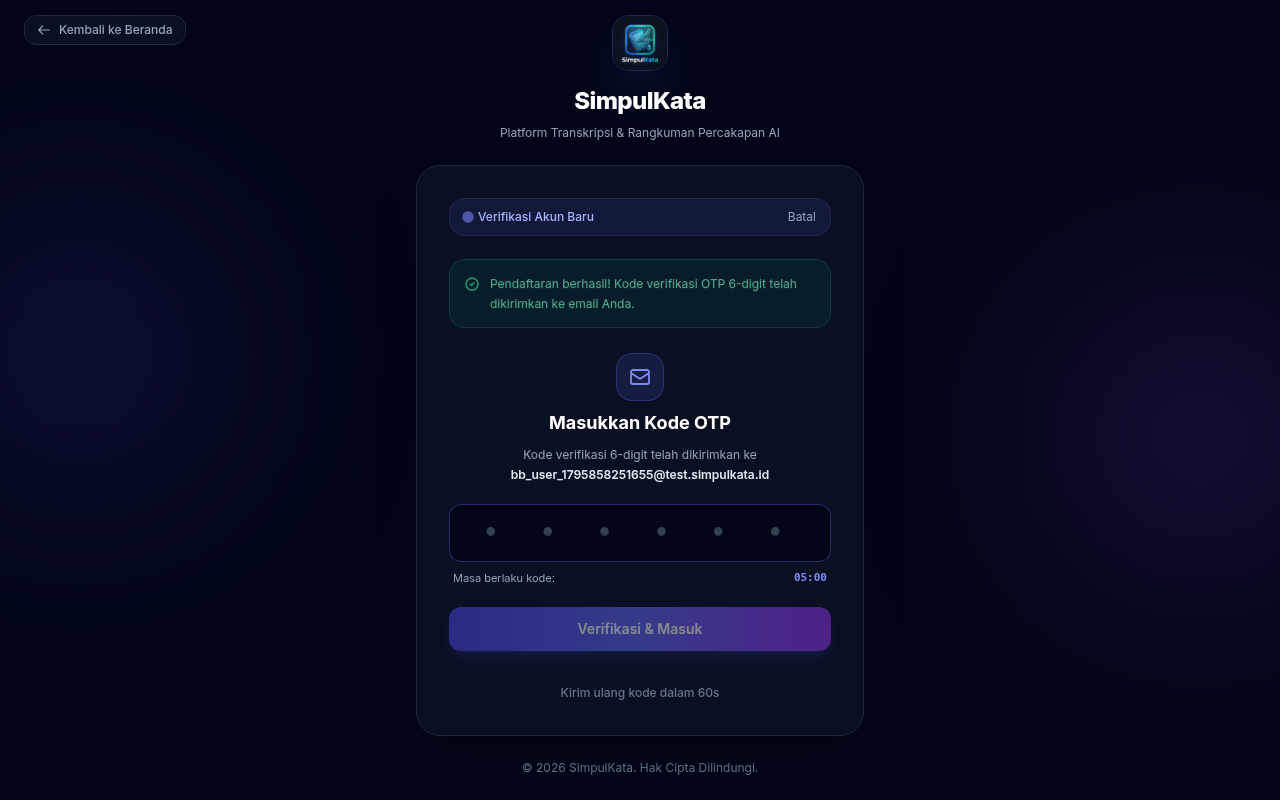 Kembali ke Beranda
SimpulKata
SimpulKata
Platform Transkripsi & Rangkuman Percakapan AI
Verifikasi Akun Baru
Batal
Pendaftaran berhasil! Kode verifikasi OTP 6-digit telah
dikirimkan ke email Anda.
Masukkan Kode OTP
Kode verifikasi 6-digit telah dikirimkan ke
bb_user_1795858251655@test.simpulkata.id
Masa berlaku kode:
05:00
Verifikasi & Masuk
Kirim ulang kode dalam 60s
© 2026 SimpulKata. Hak Cipta Dilindungi.